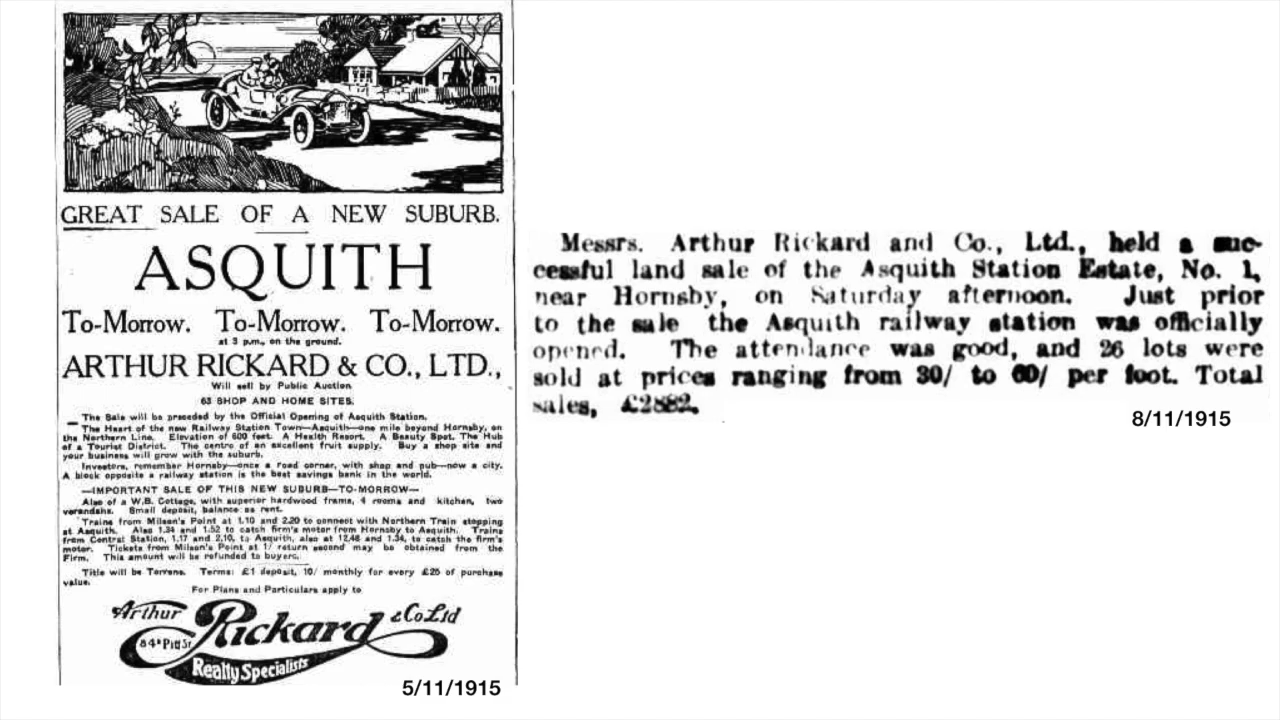 GREAT SALE OF A NEW SUBURB.
ASQUITH
To-Morrow. To-Morrow. To-Morrow.
at 3 p.m., on the ground.
ARTHUR RICKARD & CO., LTD.,
Will sell by Public Auction
63 SHOP AND HOME SITES.
The Sale will be preceded by the Official Opening of Asquith Station.
The Heart of the new Railway Station Town—Asquith—one mile beyond Hornsby, on
the Northern Line. Elevation of 600 feet. A Health Resort. A Beauty Spot. The Hub
of a Tourist District. The centre of an excellent fruit supply. Buy a shop site and
your business will grow with the suburb.
Investors, remember Hornsby—once a road corner, with shop and pub—now a city.
A block opposite a railway station is the best savings bank in the world.
—IMPORTANT SALE OF THIS NEW SUBURB—TO-MORROW—
Also of a W.B. Cottage, with superior hardwood frame, 4 rooms and kitchen, two
verandahs. Small deposit, balance as rent.
Trains from Milson's Point at 1.10 and 2.20 to connect with Northern Train stopping
at Asquith. Also 1.34 and 1.52 to catch firm's motor from Hornsby to Asquith. Trains
from Central Station, 1.17 and 2.10, to Asquith, also at 12.48 and 1.34, to catch the firm's
motor. Tickets from Milson's Point at 1/ return second may be obtained from the
Firm. This amount will be refunded to buyers.
Title will be Torrens. Terms: £1 deposit, 10/ monthly for every £25 of purchase
value.
For Plans and Particulars apply to
Arthur Rickard & Co Ltd
84B Pitt St
Realty Specialists
5/11/1915
Messrs. Arthur Rickard and Co., Ltd., held a suc-
cessful land sale of the Asquith Station Estate, No. 1,
near Hornsby, on Saturday afternoon. Just prior
to the sale the Asquith railway station was officially
opened. The attendance was good, and 26 lots were
sold at prices ranging from 30/ to 60/ per foot. Total
sales, £2882.
8/11/1915